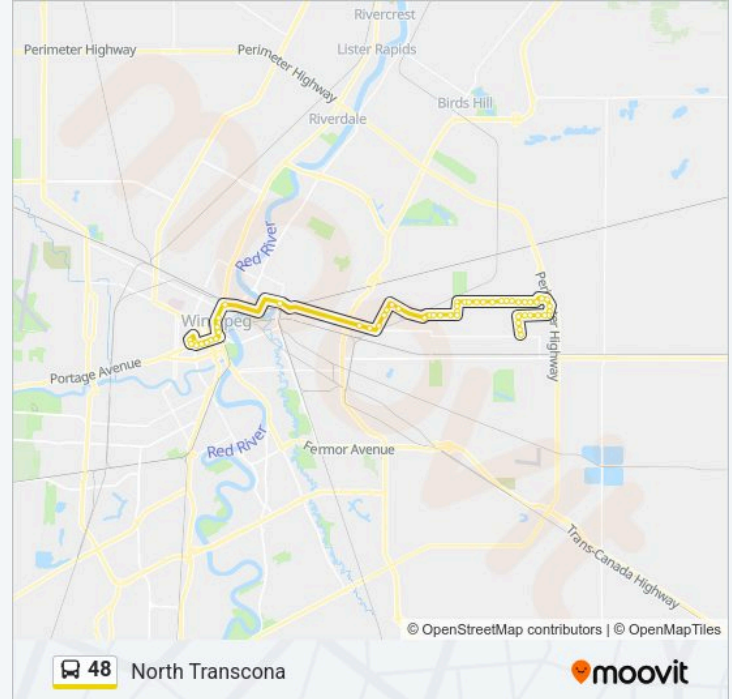 Rivercrest
Perimeter Highway
Perimeter Highway
Lister Rapids
Birds Hill
Riverdale
Red River
Winnipeg
Perimeter Highway
Portage Avenue
Red River
Fermor Avenue
Trans-Canada Highway
moovit
© OpenStreetMap contributors | © OpenMapTiles
48 North Transcona
moovit